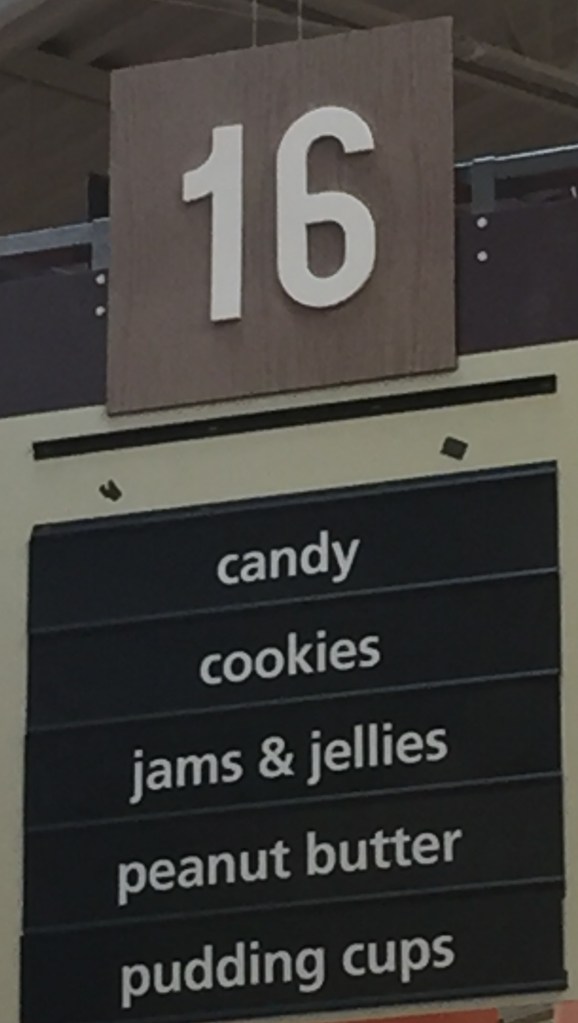 16
candy
cookies
jams & jellies
peanut butter
pudding cups